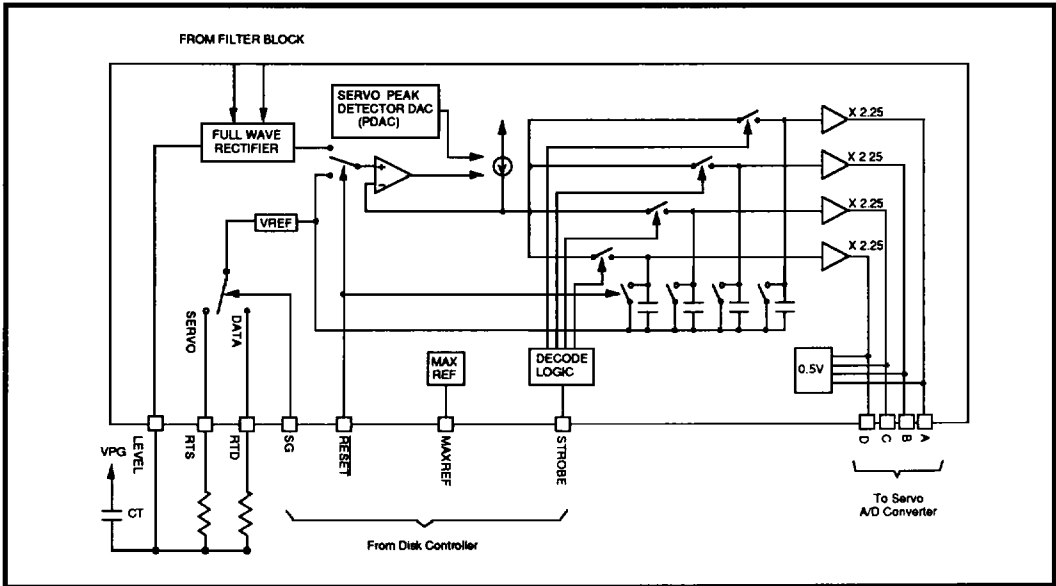 FROM FILTER BLOCK
SERVO PEAK
DETECTOR DAC
(PDAC)
FULL WAVE
RECTIFIER
X 2.25
X 2 25
X 2.25
X 2.25
+
−
VREF
SERVO
DATA
MAX
REF
DECODE
LOGIC
0.5V
LEVEL
RTS
RTD
SG
RESET
MAXREF
STROBE
D
C
B
A
VPG
CT
From Disk Controller
To Servo
A/D Converter